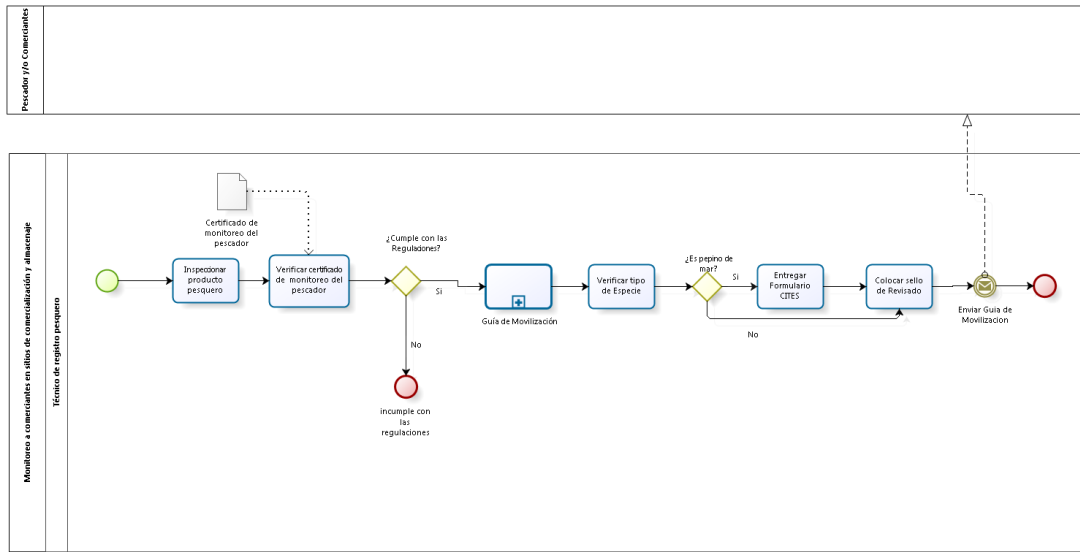 Pescador y/o Comerciantes
Monitoreo a comerciantes en sitios de comercialización y almacenaje
Técnico de registro pesquero
Certificado de
monitoreo del
pescador
Inspeccionar
producto
pesquero
Verificar certificado
de monitoreo del
pescador
¿Cumple con las
Regulaciones?
Si
No
incumple con
las
regulaciones
Guía de Movilización
Verificar tipo
de Especie
¿Es pepino de
mar?
Si
No
Entregar
Formulario
CITES
Colocar sello
de Revisado
Enviar Guia de
Movilizacion